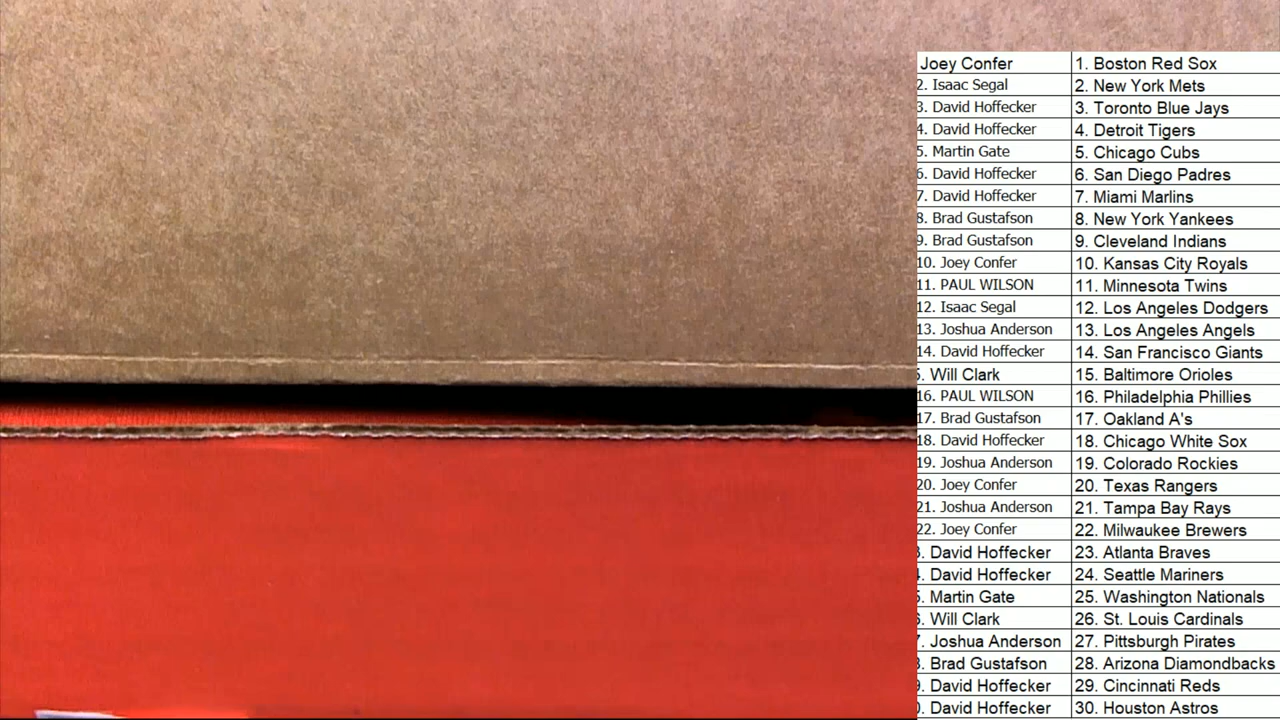 Joey Confer 1. Boston Red Sox
2. Isaac Segal 2. New York Mets
3. David Hoffecker 3. Toronto Blue Jays
4. David Hoffecker 4. Detroit Tigers
5. Martin Gate 5. Chicago Cubs
6. David Hoffecker 6. San Diego Padres
7. David Hoffecker 7. Miami Marlins
8. Brad Gustafson 8. New York Yankees
9. Brad Gustafson 9. Cleveland Indians
10. Joey Confer 10. Kansas City Royals
11. PAUL WILSON 11. Minnesota Twins
12. Isaac Segal 12. Los Angeles Dodgers
13. Joshua Anderson 13. Los Angeles Angels
14. David Hoffecker 14. San Francisco Giants
5. Will Clark 15. Baltimore Orioles
16. PAUL WILSON 16. Philadelphia Phillies
17. Brad Gustafson 17. Oakland A's
18. David Hoffecker 18. Chicago White Sox
19. Joshua Anderson 19. Colorado Rockies
20. Joey Confer 20. Texas Rangers
21. Joshua Anderson 21. Tampa Bay Rays
22. Joey Confer 22. Milwaukee Brewers
3. David Hoffecker 23. Atlanta Braves
4. David Hoffecker 24. Seattle Mariners
5. Martin Gate 25. Washington Nationals
6. Will Clark 26. St. Louis Cardinals
7. Joshua Anderson 27. Pittsburgh Pirates
8. Brad Gustafson 28. Arizona Diamondbacks
9. David Hoffecker 29. Cincinnati Reds
0. David Hoffecker 30. Houston Astros